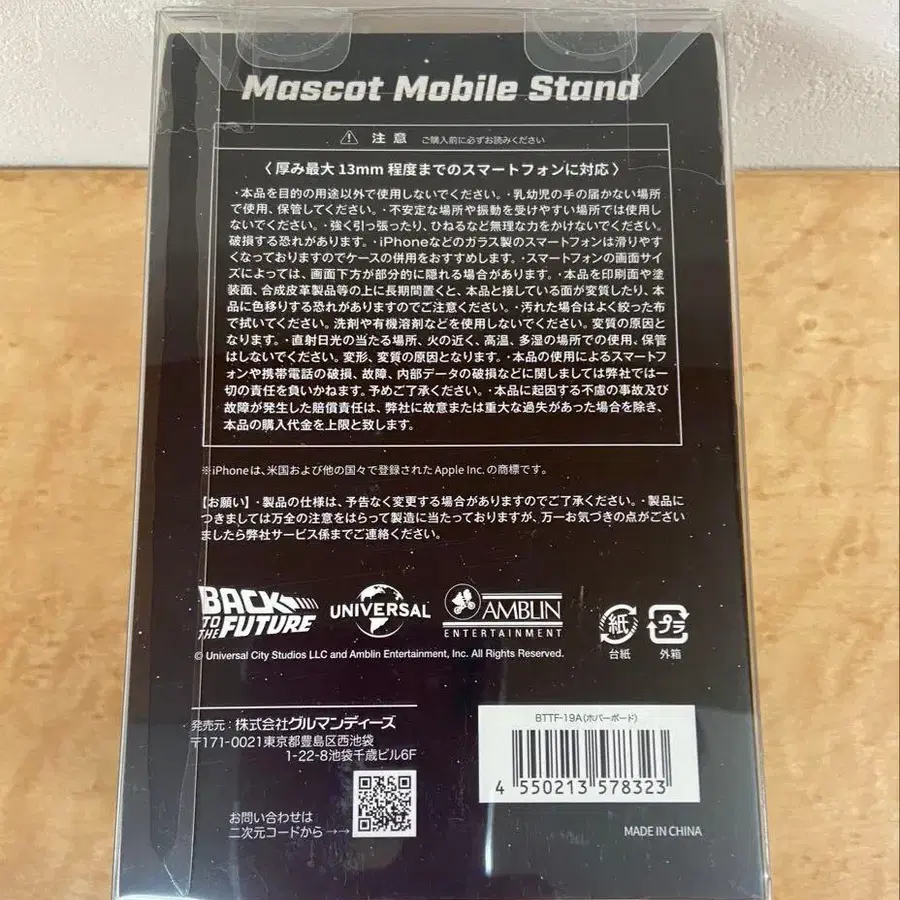 Mascot Mobile Stand
注意 ご購入前に必ずお読みください
〈 厚み最大 13mm 程度までのスマートフォンに対応 〉
・本品を目的の用途以外で使用しないでください。・乳幼児の手の届かない場所
で使用、保管してください。・不安定な場所や振動を受けやすい場所では使用し
ないでください。・強く引っ張ったり、ひねるなど無理な力をかけないでください。
破損する恐れがあります。・iPhoneなどのガラス製のスマートフォンは滑りやす
くなっておりますのでケースの併用をおすすめします。・スマートフォンの画面サイ
ズによっては、画面下方が部分的に隠れる場合があります。・本品を印刷面や塗
装面、合成皮革製品等の上に長期間置くと、本品と接している面が変質したり、本
品に色移りする恐れがありますのでご注意ください。・汚れた場合はよく絞った布
で拭いてください。洗剤や有機溶剤などを使用しないでください。変質の原因と
なります。・直射日光の当たる場所、火の近く、高温、多湿の場所での使用、保管
はしないでください。変形、変質の原因となります。・本品の使用によるスマートフ
ォンや携帯電話の破損、故障、内部データの破損などに関しましては弊社では一
切の責任を負いかねます。予めご了承ください。・本品に起因する不慮の事故及び
故障が発生した賠償責任は、弊社に故意または重大な過失があった場合を除き、
本品の購入代金を上限と致します。
※iPhoneは、米国および他の国々で登録された Apple Inc. の商標です。
【お願い】・製品の仕様は、予告なく変更する場合がありますのでご了承ください。・製品に
つきましては万全の注意をはらって製造に当たっておりますが、万一お気づきの点がござい
ましたら弊社サービス係までご連絡ください。
BACK TO THE FUTURE UNIVERSAL AMBLIN ENTERTAINMENT 紙 プラ
台紙 外箱
© Universal City Studios LLC and Amblin Entertainment, Inc. All Rights Reserved.
発売元：株式会社グルマンディーズ
〒171-0021東京都豊島区西池袋
1-22-8池袋千歳ビル6F
お問い合わせは
二次元コードから→→
BTTF-19A(ホバーボード)
4 550213 578323
MADE IN CHINA